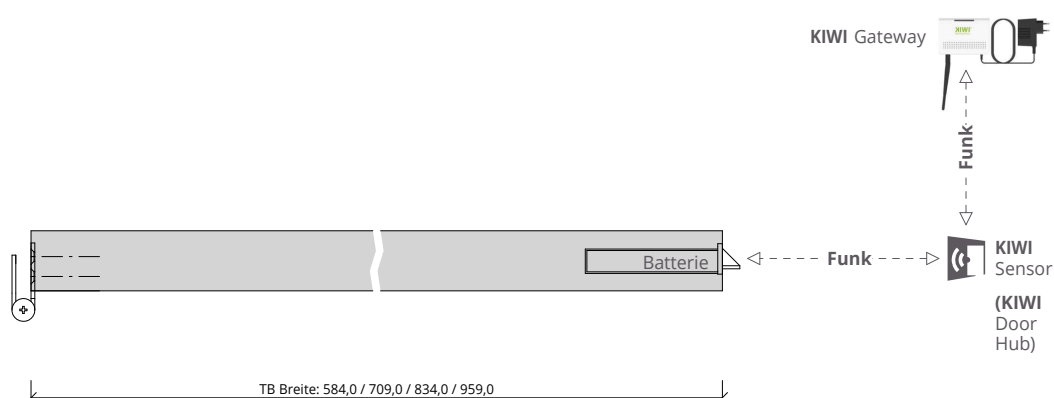 KIWI Gateway
KIWI
Funk
Batterie
Funk
KIWI
Sensor
(KIWI
Door
Hub)
TB Breite: 584,0 / 709,0 / 834,0 / 959,0